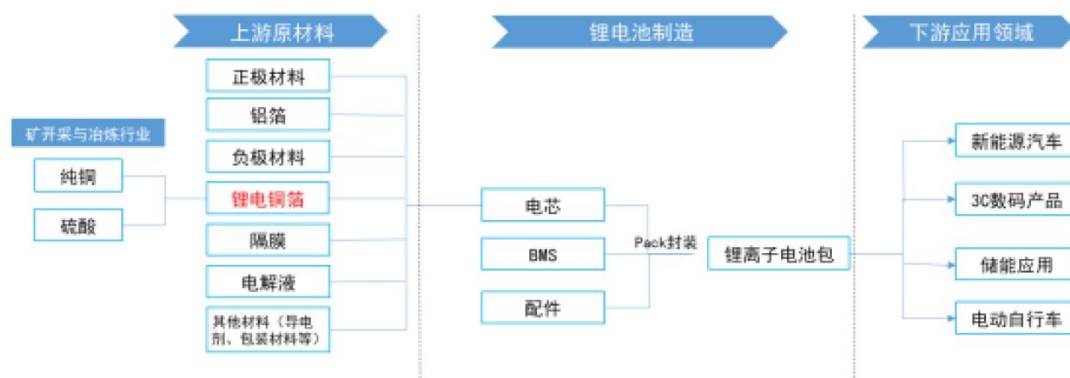 上游原材料
锂电池制造
下游应用领域
矿开采与冶炼行业
纯铜
硫酸
正极材料
铝箔
负极材料
锂电铜箔
隔膜
电解液
其他材料（导电
剂、包装材料等）
电芯
BMS
配件
Pack封装
锂离子电池包
新能源汽车
3C数码产品
储能应用
电动自行车